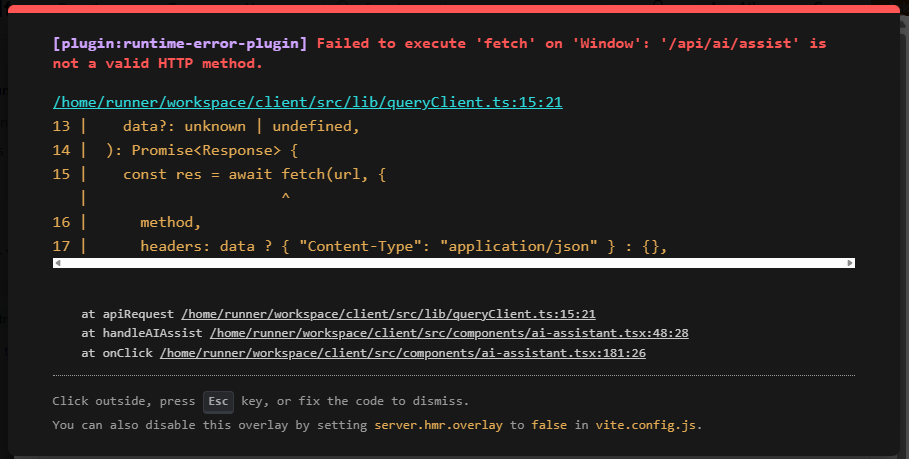 [plugin:runtime-error-plugin] Failed to execute 'fetch' on 'Window': '/api/ai/assist' is
not a valid HTTP method.
/home/runner/workspace/client/src/lib/queryClient.ts:15:21
13 |    data?: unknown | undefined,
14 |  ): Promise<Response> {
15 |    const res = await fetch(url, {
   |                      ^
16 |      method,
17 |      headers: data ? { "Content-Type": "application/json" } : {},
at apiRequest /home/runner/workspace/client/src/lib/queryClient.ts:15:21
at handleAIAssist /home/runner/workspace/client/src/components/ai-assistant.tsx:48:28
at onClick /home/runner/workspace/client/src/components/ai-assistant.tsx:181:26
Click outside, press Esc key, or fix the code to dismiss.
You can also disable this overlay by setting server.hmr.overlay to false in vite.config.js.